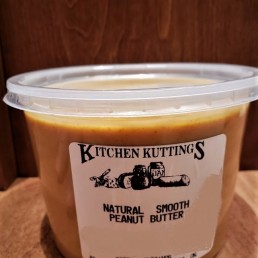 KITCHEN KUTTINGS
NATURAL SMOOTH
PEANUT BUTTER